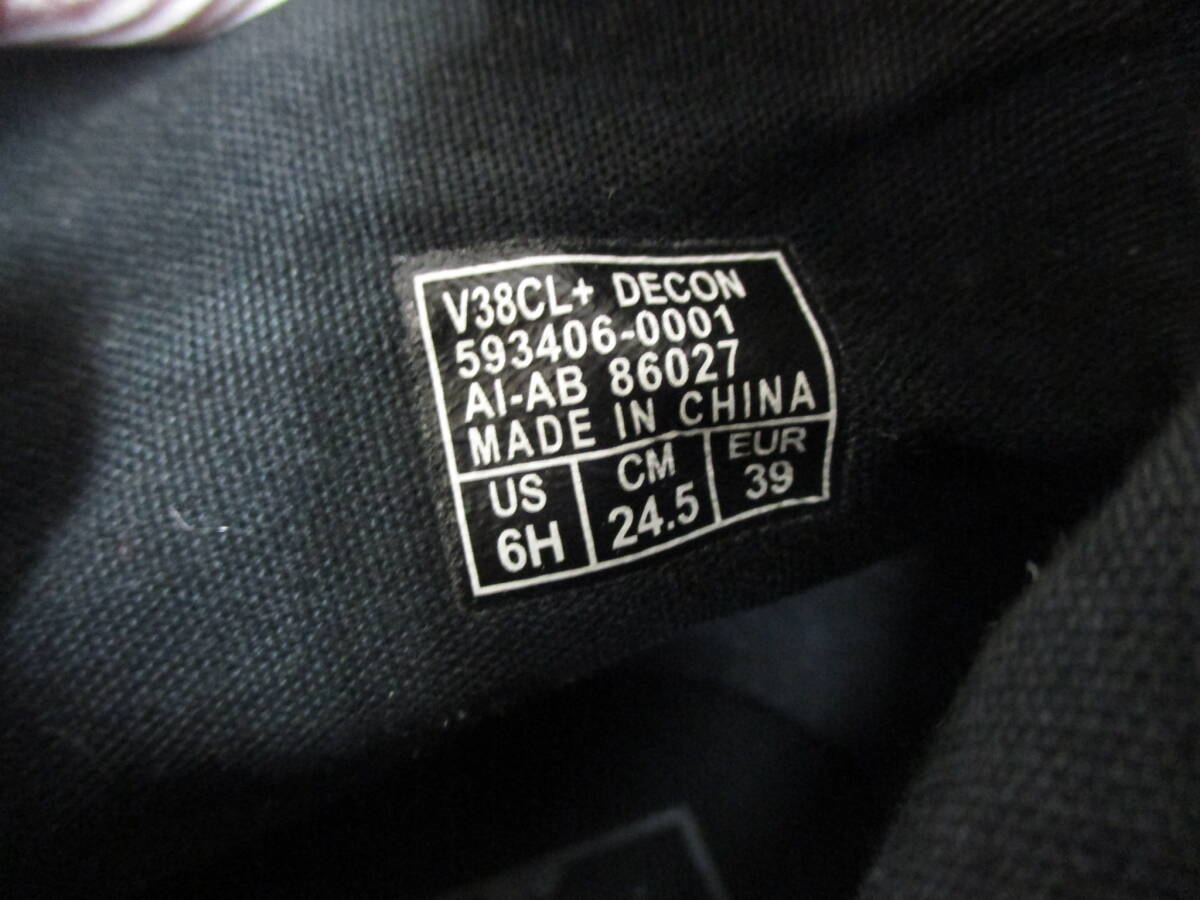 V38CL+ DECON
593406-0001
AI-AB 86027
MADE IN CHINA
US CM EUR
6H 24.5 39